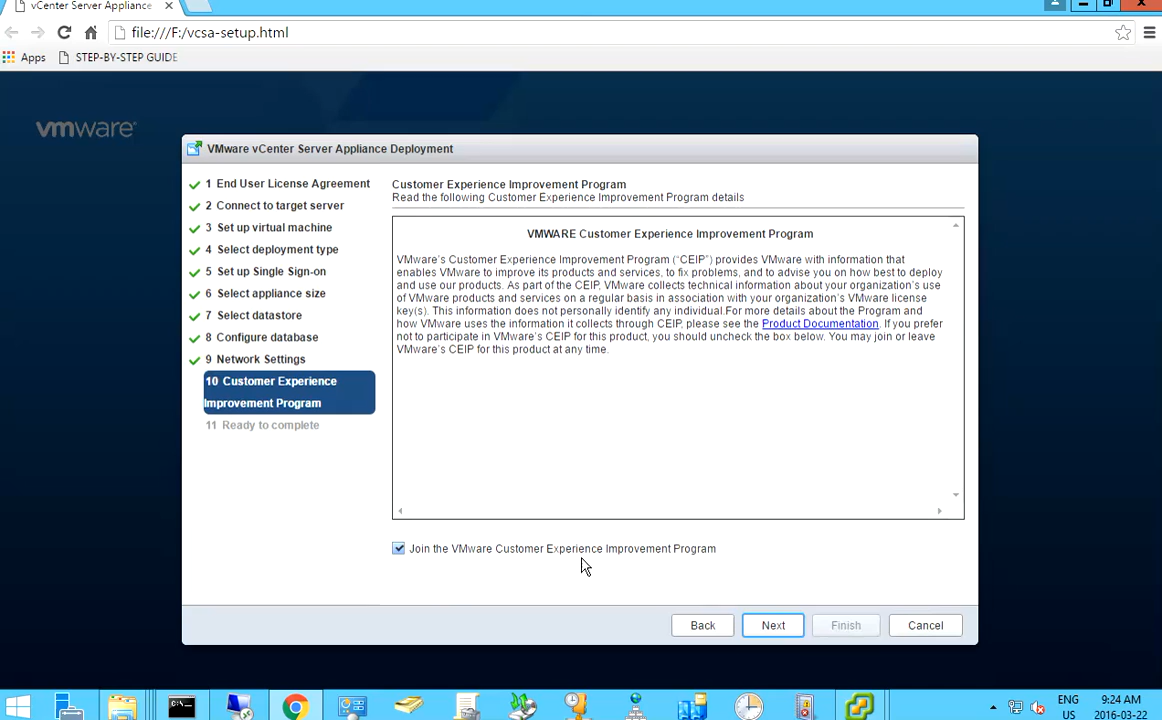 vCenter Server Appliance
file:///F:/vcsa-setup.html
Apps STEP-BY-STEP GUIDE
vmware
VMware vCenter Server Appliance Deployment
1 End User License Agreement
2 Connect to target server
3 Set up virtual machine
4 Select deployment type
5 Set up Single Sign-on
6 Select appliance size
7 Select datastore
8 Configure database
9 Network Settings
10 Customer Experience
Improvement Program
11 Ready to complete
Customer Experience Improvement Program
Read the following Customer Experience Improvement Program details
VMWARE Customer Experience Improvement Program
VMware's Customer Experience Improvement Program ("CEIP") provides VMware with information that
enables VMware to improve its products and services, to fix problems, and to advise you on how best to deploy
and use our products. As part of the CEIP, VMware collects technical information about your organization's use
of VMware products and services on a regular basis in association with your organization's VMware license
key(s). This information does not personally identify any individual.For more details about the Program and
how VMware uses the information it collects through CEIP, please see the Product Documentation. If you prefer
not to participate in VMware's CEIP for this product, you should uncheck the box below. You may join or leave
VMware's CEIP for this product at any time.
Join the VMware Customer Experience Improvement Program
Back Next Finish Cancel
ENG 9:24 AM
US 2016-03-22